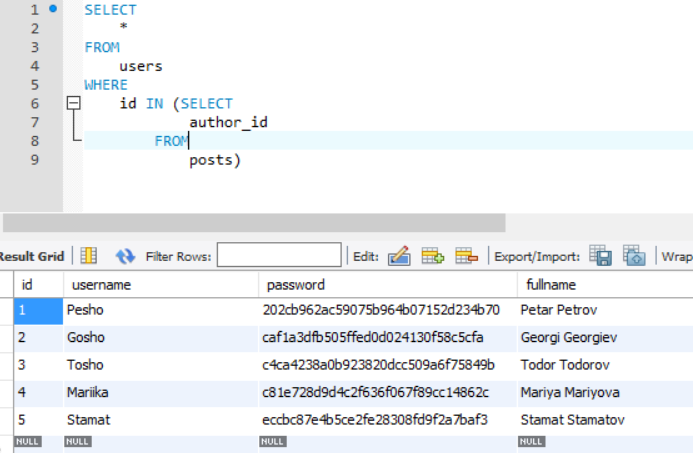 1 SELECT
2 *
3 FROM
4 users
5 WHERE
6 id IN (SELECT
7 author_id
8 FROM
9 posts)
Result Grid Filter Rows: Edit: Export/Import: Wrap
id username password fullname
1 Pesho 202cb962ac59075b964b07152d234b70 Petar Petrov
2 Gosho caf1a3dfb505ffed0d024130f58c5cfa Georgi Georgiev
3 Tosho c4ca4238a0b923820dcc509a6f75849b Todor Todorov
4 Mariika c81e728d9d4c2f636f067f89cc14862c Mariya Mariyova
5 Stamat eccbc87e4b5ce2fe28308fd9f2a7baf3 Stamat Stamatov
NULL NULL NULL NULL